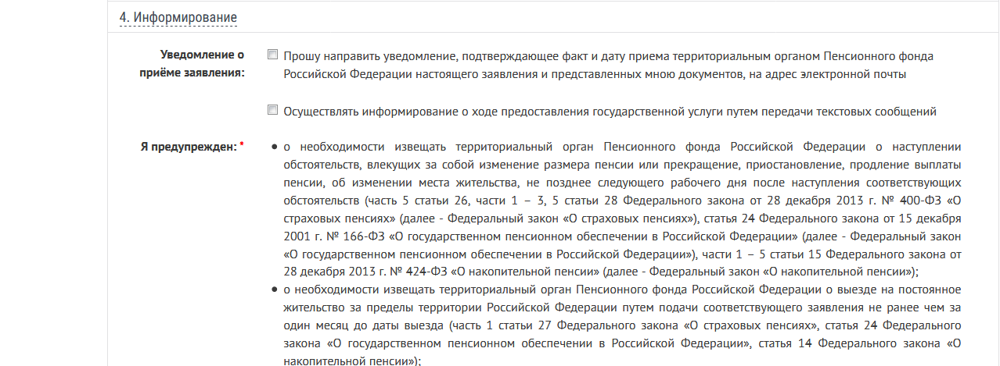 4. Информирование
Уведомление о
приёме заявления:
Прошу направить уведомление, подтверждающее факт и дату приема территориальным органом Пенсионного фонда
Российской Федерации настоящего заявления и представленных мною документов, на адрес электронной почты
Осуществлять информирование о ходе предоставления государственной услуги путем передачи текстовых сообщений
Я предупрежден: *
• о необходимости извещать территориальный орган Пенсионного фонда Российской Федерации о наступлении
обстоятельств, влекущих за собой изменение размера пенсии или прекращение, приостановление, продление выплаты
пенсии, об изменении места жительства, не позднее следующего рабочего дня после наступления соответствующих
обстоятельств (часть 5 статьи 26, части 1 – 3, 5 статьи 28 Федерального закона от 28 декабря 2013 г. № 400-ФЗ «О
страховых пенсиях» (далее - Федеральный закон «О страховых пенсиях»), статья 24 Федерального закона от 15 декабря
2001 г. № 166-ФЗ «О государственном пенсионном обеспечении в Российской Федерации» (далее - Федеральный закон
«О государственном пенсионном обеспечении в Российской Федерации»), части 1 – 5 статьи 15 Федерального закона от
28 декабря 2013 г. № 424-ФЗ «О накопительной пенсии» (далее - Федеральный закон «О накопительной пенсии»);
• о необходимости извещать территориальный орган Пенсионного фонда Российской Федерации о выезде на постоянное
жительство за пределы территории Российской Федерации путем подачи соответствующего заявления не ранее чем за
один месяц до даты выезда (часть 1 статьи 27 Федерального закона «О страховых пенсиях», статья 24 Федерального
закона «О государственном пенсионном обеспечении в Российской Федерации», статья 14 Федерального закона «О
накопительной пенсии»);